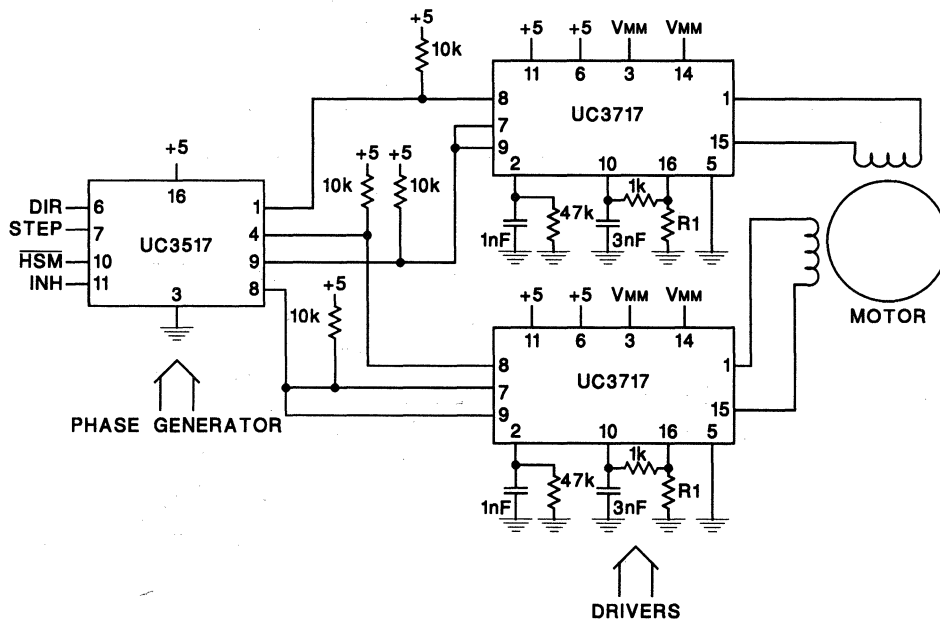 +5
10k
+5 +5 VMM VMM
11 6 3 14
8
7
9
UC3717
1
15
2 10 16 5
1k
1nF 47k 3nF R1
+5
16
DIR 6
STEP 7
HSM 10
INH 11
UC3517
1
4
9
8
3
+5 +5
10k 10k
+5
10k
PHASE GENERATOR
+5 +5 VMM VMM
11 6 3 14
8
7
9
UC3717
1
15
2 10 16 5
1k
1nF 47k 3nF R1
MOTOR
DRIVERS